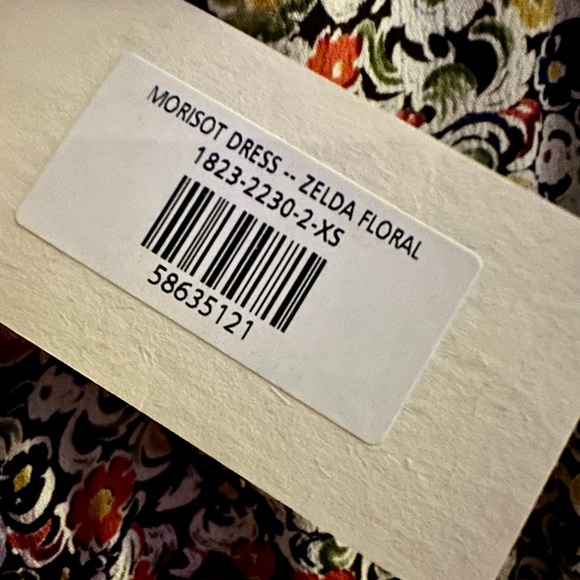 MORISOT DRESS -- ZELDA FLORAL
1823-2230-2-XS
58635121